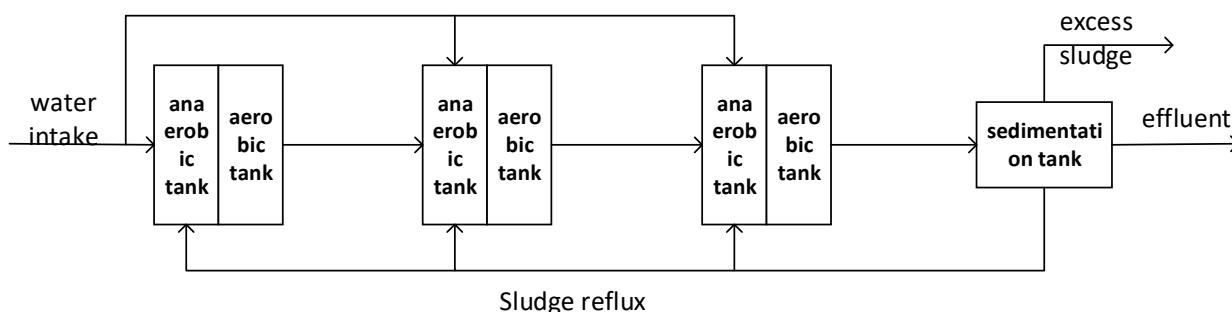 water
intake
ana
erob
ic
tank
aero
bic
tank
ana
erob
ic
tank
aero
bic
tank
ana
erob
ic
tank
aero
bic
tank
excess
sludge
sedimentati
on tank
effluent
Sludge reflux